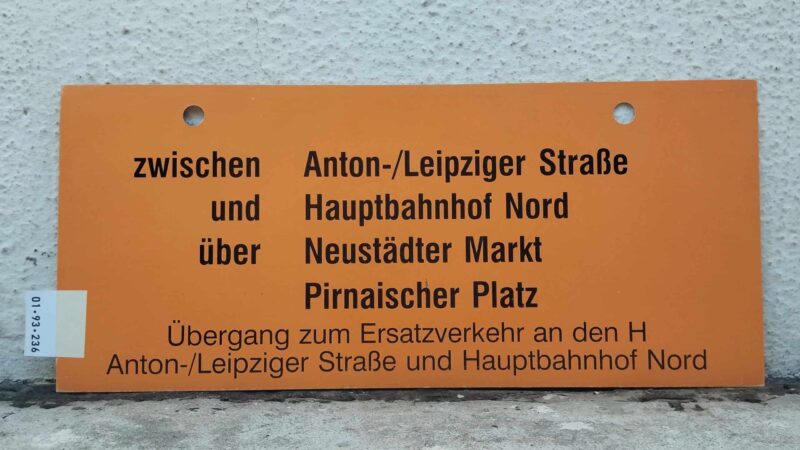 zwischen Anton-/Leipziger Straße
und Hauptbahnhof Nord
über Neustädter Markt
Pirnaischer Platz
Übergang zum Ersatzverkehr an den H
Anton-/Leipziger Straße und Hauptbahnhof Nord
01•93•236